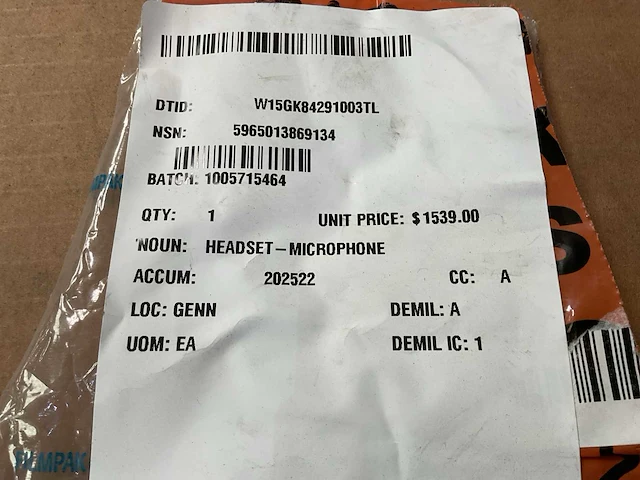 DTID: W15GK84291003TL
NSN: 5965013869134
BATCH: 1005715464
QTY: 1 UNIT PRICE: $1539.00
NOUN: HEADSET-MICROPHONE
ACCUM: 202522 CC: A
LOC: GENN DEMIL: A
UOM: EA DEMIL IC: 1
FILMPAK